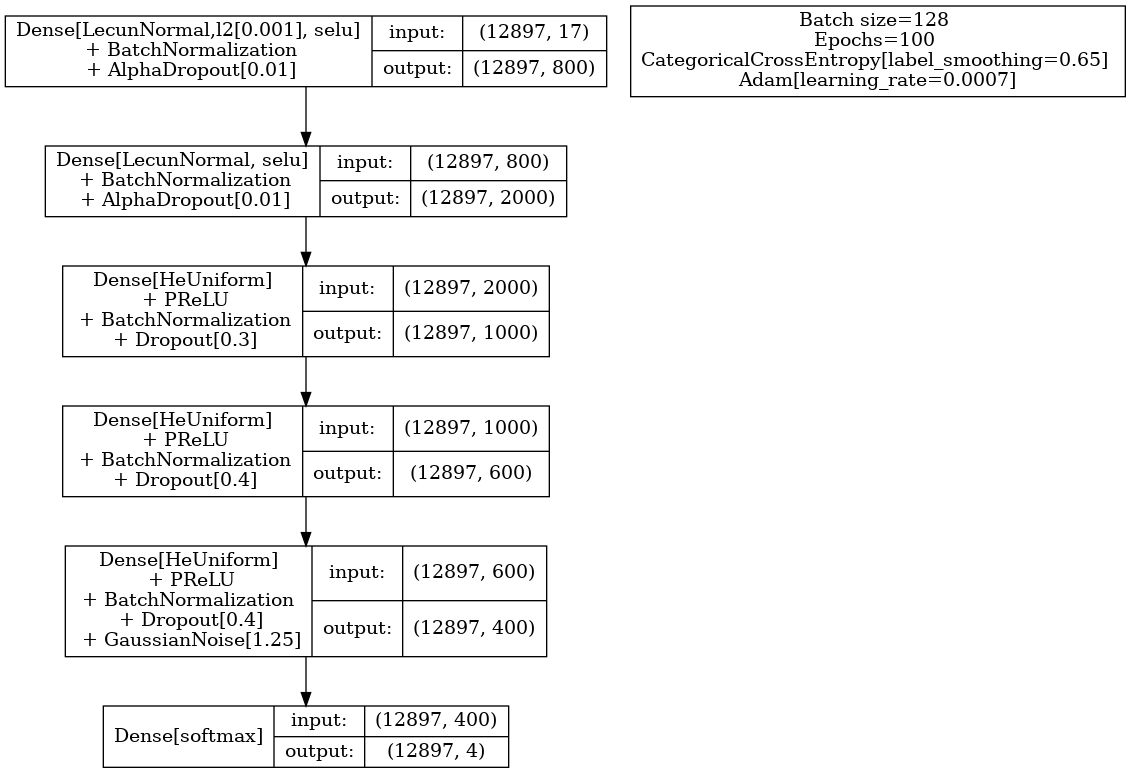 Dense[LecunNormal,l2[0.001], selu]
+ BatchNormalization
+ AlphaDropout[0.01]
input:
(12897, 17)
output:
(12897, 800)
Batch size=128
Epochs=100
CategoricalCrossEntropy[label_smoothing=0.65]
Adam[learning_rate=0.0007]
Dense[LecunNormal, selu]
+ BatchNormalization
+ AlphaDropout[0.01]
input:
(12897, 800)
output:
(12897, 2000)
Dense[HeUniform]
+ PReLU
+ BatchNormalization
+ Dropout[0.3]
input:
(12897, 2000)
output:
(12897, 1000)
Dense[HeUniform]
+ PReLU
+ BatchNormalization
+ Dropout[0.4]
input:
(12897, 1000)
output:
(12897, 600)
Dense[HeUniform]
+ PReLU
+ BatchNormalization
+ Dropout[0.4]
+ GaussianNoise[1.25]
input:
(12897, 600)
output:
(12897, 400)
Dense[softmax]
input:
(12897, 400)
output:
(12897, 4)